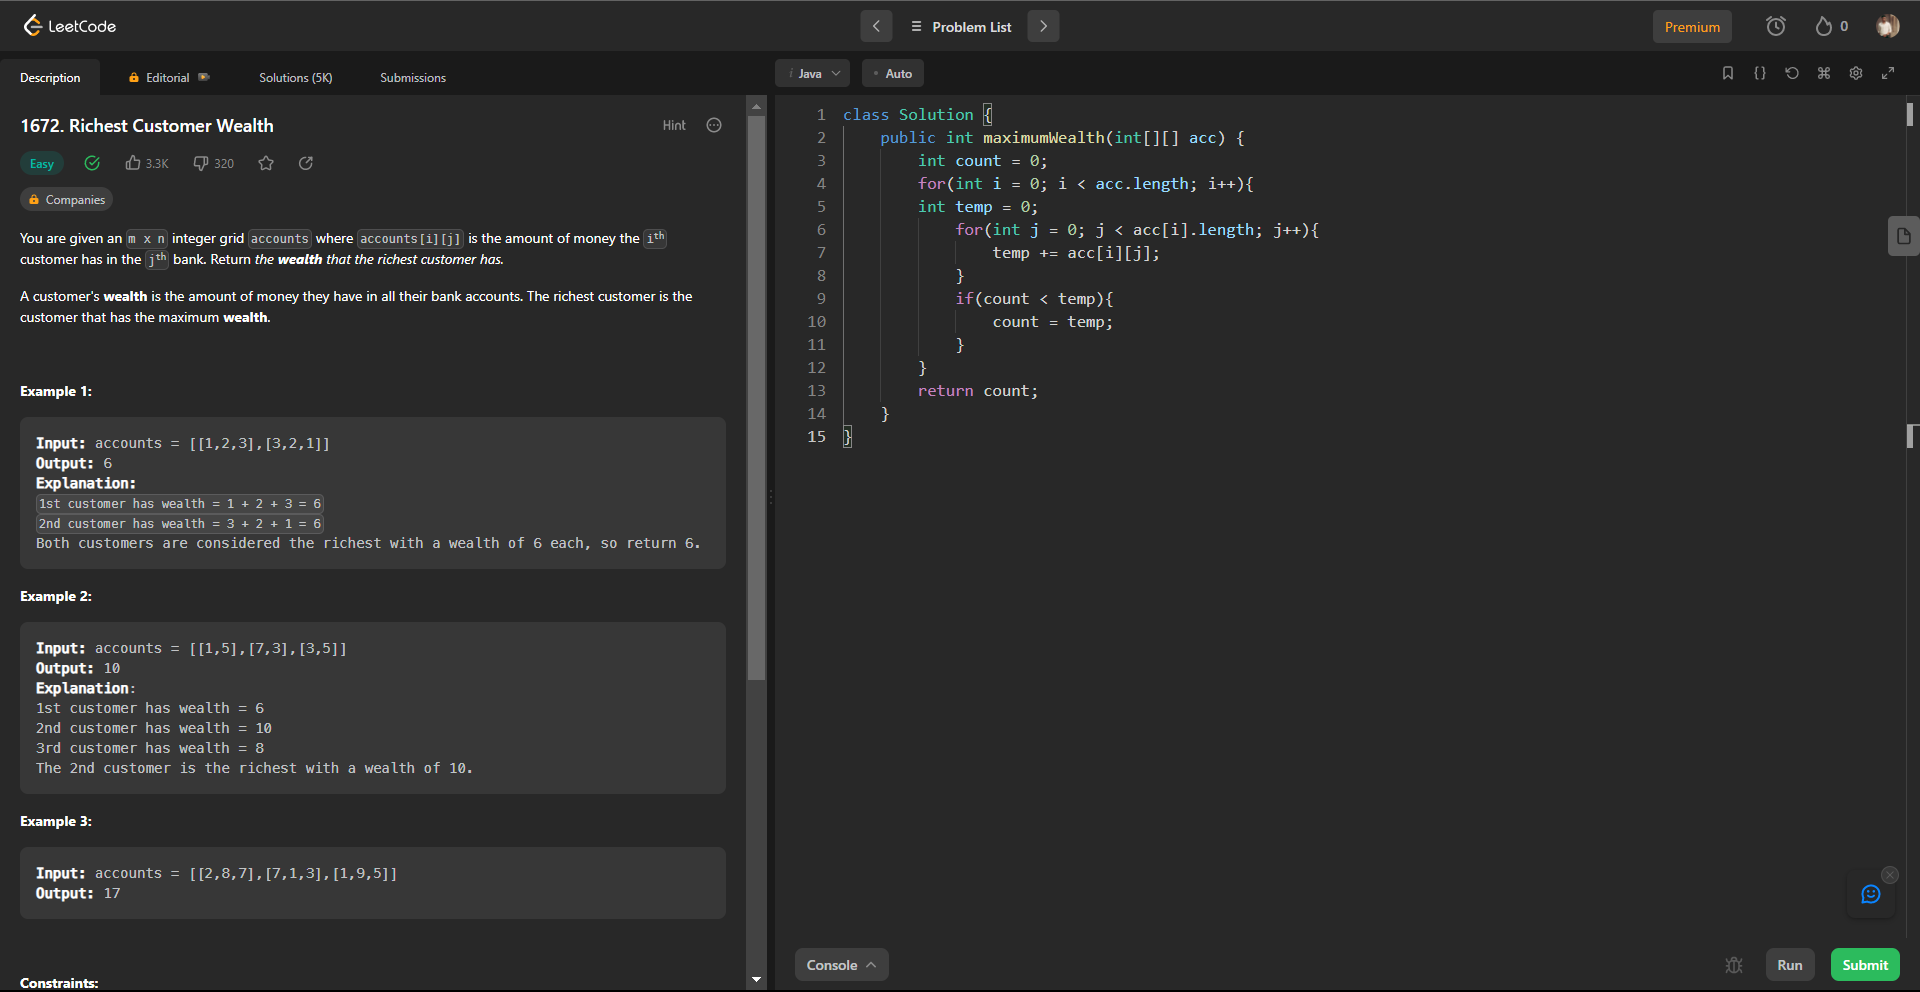 LeetCode
Problem List
Premium
0
Description
Editorial
Solutions (5K)
Submissions
1672. Richest Customer Wealth
Hint
Easy
3.3K
320
Companies
You are given an m x n integer grid accounts where accounts[i][j] is the amount of money the ith
customer has in the jth bank. Return the wealth that the richest customer has.
A customer's wealth is the amount of money they have in all their bank accounts. The richest customer is the
customer that has the maximum wealth.
Example 1:
Input: accounts = [[1,2,3],[3,2,1]]
Output: 6
Explanation:
1st customer has wealth = 1 + 2 + 3 = 6
2nd customer has wealth = 3 + 2 + 1 = 6
Both customers are considered the richest with a wealth of 6 each, so return 6.
Example 2:
Input: accounts = [[1,5],[7,3],[3,5]]
Output: 10
Explanation:
1st customer has wealth = 6
2nd customer has wealth = 10
3rd customer has wealth = 8
The 2nd customer is the richest with a wealth of 10.
Example 3:
Input: accounts = [[2,8,7],[7,1,3],[1,9,5]]
Output: 17
Constraints:
i Java
• Auto
1 class Solution {
2 public int maximumWealth(int[][] acc) {
3 int count = 0;
4 for(int i = 0; i < acc.length; i++){
5 int temp = 0;
6 for(int j = 0; j < acc[i].length; j++){
7 temp += acc[i][j];
8 }
9 if(count < temp){
10 count = temp;
11 }
12 }
13 return count;
14 }
15 }
Console
Run
Submit